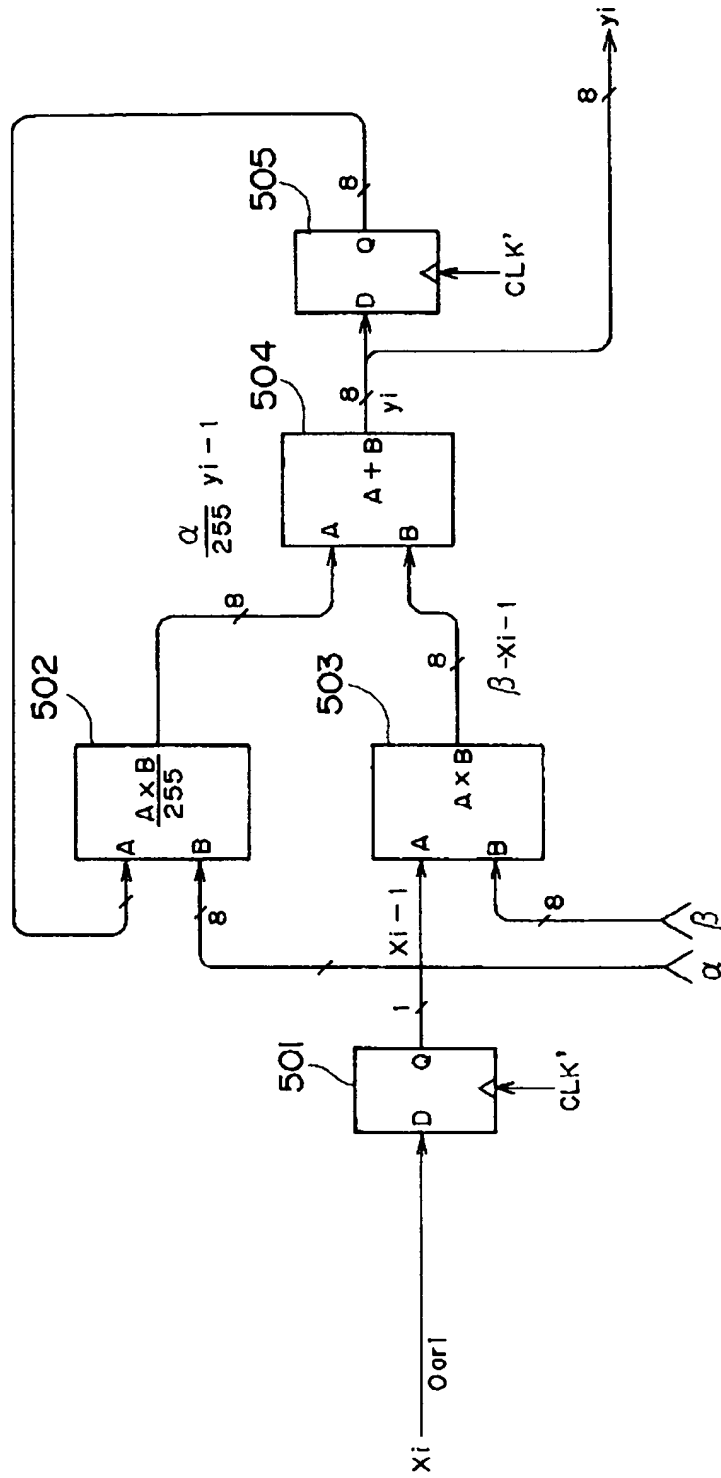 Xi
0 or 1
501
D
Q
CLK'
1
Xi-1
α
β
8
8
502
A
B
A×B
255
503
A
B
A×B
8
α
255
yi-1
8
β-Xi-1
504
A
B
A+B
8
yi
505
D
Q
CLK'
8
8
yi